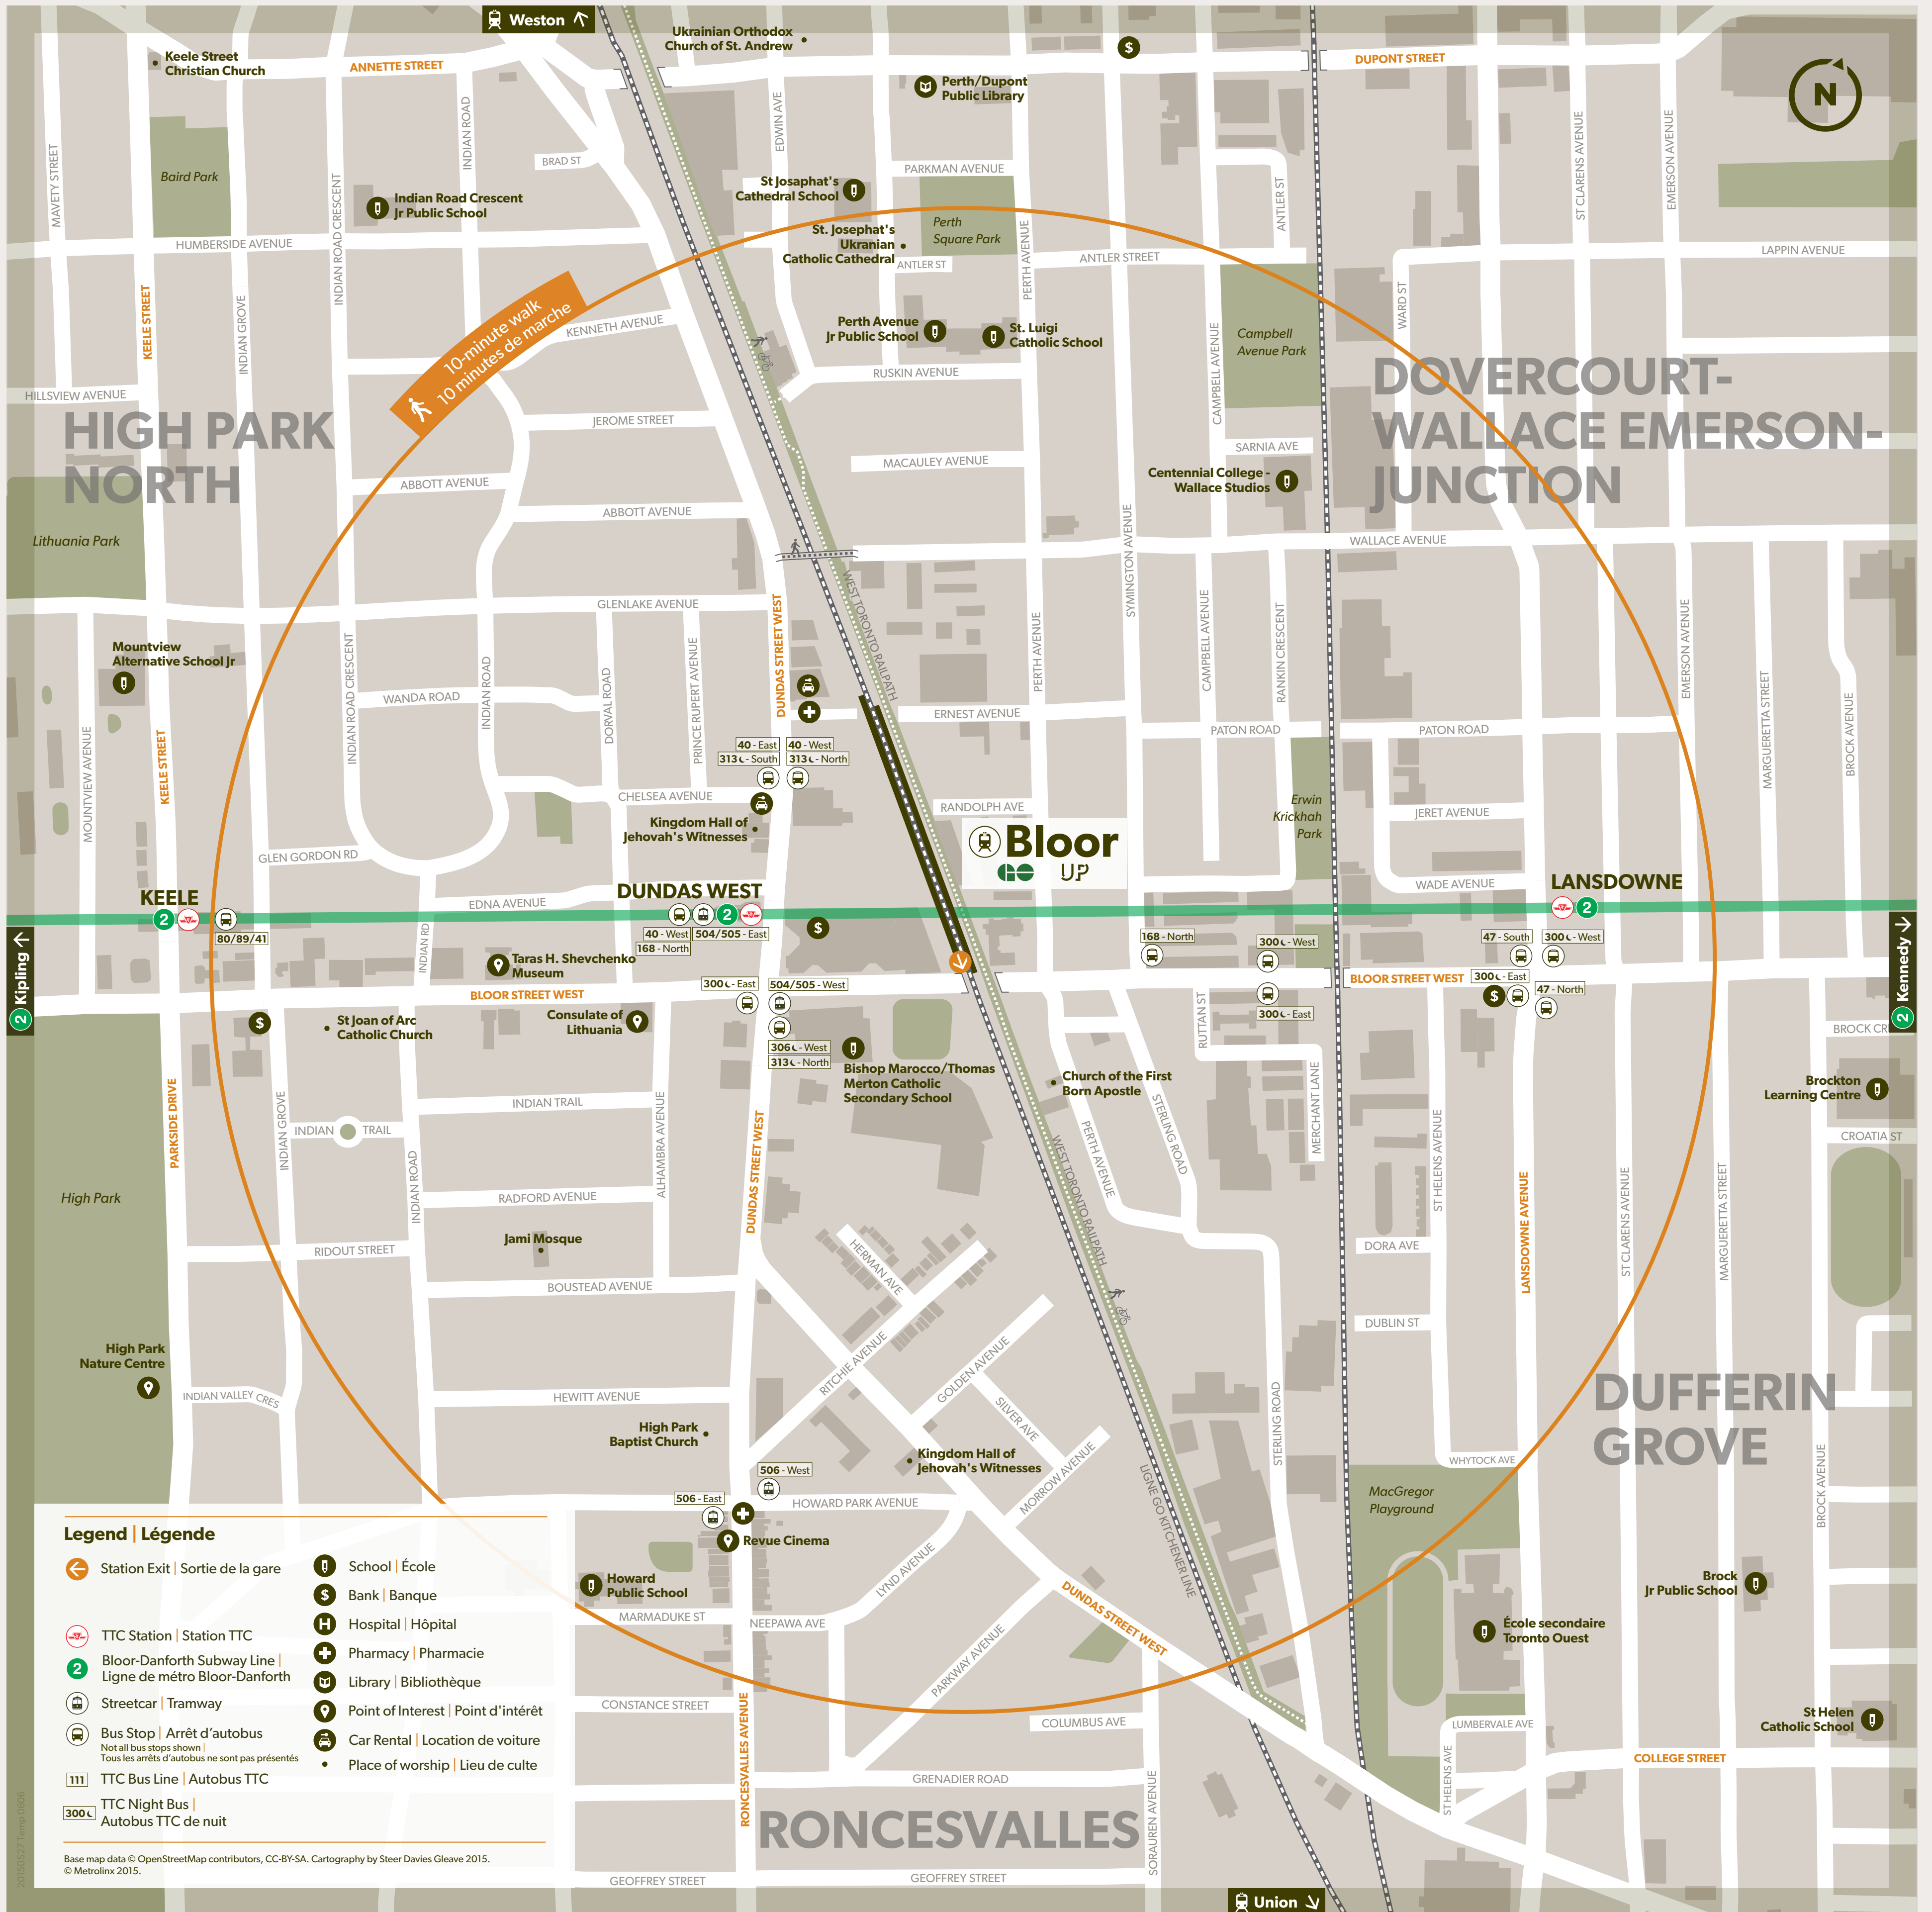 Weston
Ukrainian Orthodox
Church of St. Andrew
$
Keele Street
Christian Church
ANNETTE STREET
DUPONT STREET
N
Perth/Dupont
Public Library
MAVETY STREET
INDIAN ROAD
EDWIN AVE
ST CLARENS AVENUE
EMERSON AVENUE
BRAD ST
PARKMAN AVENUE
Baird Park
St Josaphat's
Cathedral School
Indian Road Crescent
Jr Public School
INDIAN ROAD CRESCENT
ANTLER ST
Perth
Square Park
St. Josephat's
Ukranian
Catholic Cathedral
HUMBERSIDE AVENUE
ANTLER ST
PERTH AVENUE
ANTLER STREET
LAPPIN AVENUE
KEELE STREET
INDIAN GROVE
10-minute walk
10 minutes de marche
KENNETH AVENUE
WARD ST
Perth Avenue
Jr Public School
St. Luigi
Catholic School
CAMPBELL AVENUE
Campbell
Avenue Park
RUSKIN AVENUE
HILLSVIEW AVENUE
HIGH PARK
NORTH
DOVERCOURT-
WALLACE EMERSON-
JUNCTION
JEROME STREET
SARNIA AVE
MACAULEY AVENUE
ABBOTT AVENUE
Centennial College -
Wallace Studios
ABBOTT AVENUE
Lithuania Park
SYMINGTON AVENUE
WALLACE AVENUE
WEST TORONTO RAILPATH
GLENLAKE AVENUE
DUNDAS STREET WEST
PERTH AVENUE
CAMPBELL AVENUE
RANKIN CRESCENT
EMERSON AVENUE
Mountview
Alternative School Jr
INDIAN ROAD CRESCENT
INDIAN ROAD
WANDA ROAD
DORVAL ROAD
PRINCE RUPERT AVENUE
ERNEST AVENUE
PATON ROAD
PATON ROAD
MARGUERETTA STREET
BROCK AVENUE
MOUNTVIEW AVENUE
KEELE STREET
40 - East
313 - South
40 - West
313 - North
CHELSEA AVENUE
RANDOLPH AVE
Erwin
Krickhah
Park
JERET AVENUE
Kingdom Hall of
Jehovah's Witnesses
Bloor
GO UP
GLEN GORDON RD
WADE AVENUE
KEELE
2
80/89/41
EDNA AVENUE
DUNDAS WEST
2
40 - West
168 - North
504/505 - East
$
LANSDOWNE
2
Kipling
2
Kennedy
2
INDIAN RD
Taras H. Shevchenko
Museum
168 - North
300 - West
47 - South
300 - West
BLOOR STREET WEST
300 - East
504/505 - West
BLOOR STREET WEST
300 - East
$
47 - North
300 - East
$
St Joan of Arc
Catholic Church
Consulate of
Lithuania
306 - West
313 - North
Bishop Marocco/Thomas
Merton Catholic
Secondary School
RUTTAN ST
BROCK CR
Church of the First
Born Apostle
MERCHANT LANE
Brockton
Learning Centre
PARKSIDE DRIVE
INDIAN GROVE
INDIAN TRAIL
INDIAN TRAIL
INDIAN ROAD
ALHAMBRA AVENUE
DUNDAS STREET WEST
PERTH AVENUE
STERLING ROAD
ST HELENS AVENUE
CROATIA ST
High Park
RADFORD AVENUE
WEST TORONTO RAILPATH
LANSDOWNE AVENUE
ST CLARENS AVENUE
MARGUERETTA STREET
Jami Mosque
RIDOUT STREET
HERMAN AVE
DORA AVE
BOUSTEAD AVENUE
DUBLIN ST
High Park
Nature Centre
RITCHIE AVENUE
GOLDEN AVENUE
SILVER AVE
INDIAN VALLEY CRES
HEWITT AVENUE
STERLING ROAD
DUFFERIN
GROVE
High Park
Baptist Church
Kingdom Hall of
Jehovah's Witnesses
MORROW AVENUE
WHYTOCK AVE
BROCK AVENUE
506 - West
506 - East
HOWARD PARK AVENUE
LIGNE GO KITCHENER LINE
MacGregor
Playground
Revue Cinema
LYND AVENUE
Howard
Public School
DUNDAS STREET WEST
Brock
Jr Public School
MARMADUKE ST
NEEPAWA AVE
École secondaire
Toronto Ouest
PARKWAY AVENUE
CONSTANCE STREET
RONCESVALLES AVENUE
COLUMBUS AVE
LUMBERVALE AVE
St Helen
Catholic School
COLLEGE STREET
ST HELENS AVE
GRENADIER ROAD
SORAUREN AVENUE
RONCESVALLES
GEOFFREY STREET
GEOFFREY STREET
Union
Legend | Légende
Station Exit | Sortie de la gare
TTC Station | Station TTC
2
Bloor-Danforth Subway Line |
Ligne de métro Bloor-Danforth
Streetcar | Tramway
Bus Stop | Arrêt d'autobus
Not all bus stops shown |
Tous les arrêts d'autobus ne sont pas présentés
111 TTC Bus Line | Autobus TTC
300 TTC Night Bus |
Autobus TTC de nuit
School | École
$ Bank | Banque
H Hospital | Hôpital
Pharmacy | Pharmacie
Library | Bibliothèque
Point of Interest | Point d'intérêt
Car Rental | Location de voiture
Place of worship | Lieu de culte
Base map data © OpenStreetMap contributors, CC-BY-SA. Cartography by Steer Davies Gleave 2015.
© Metrolinx 2015.
20150527 Temp 0606